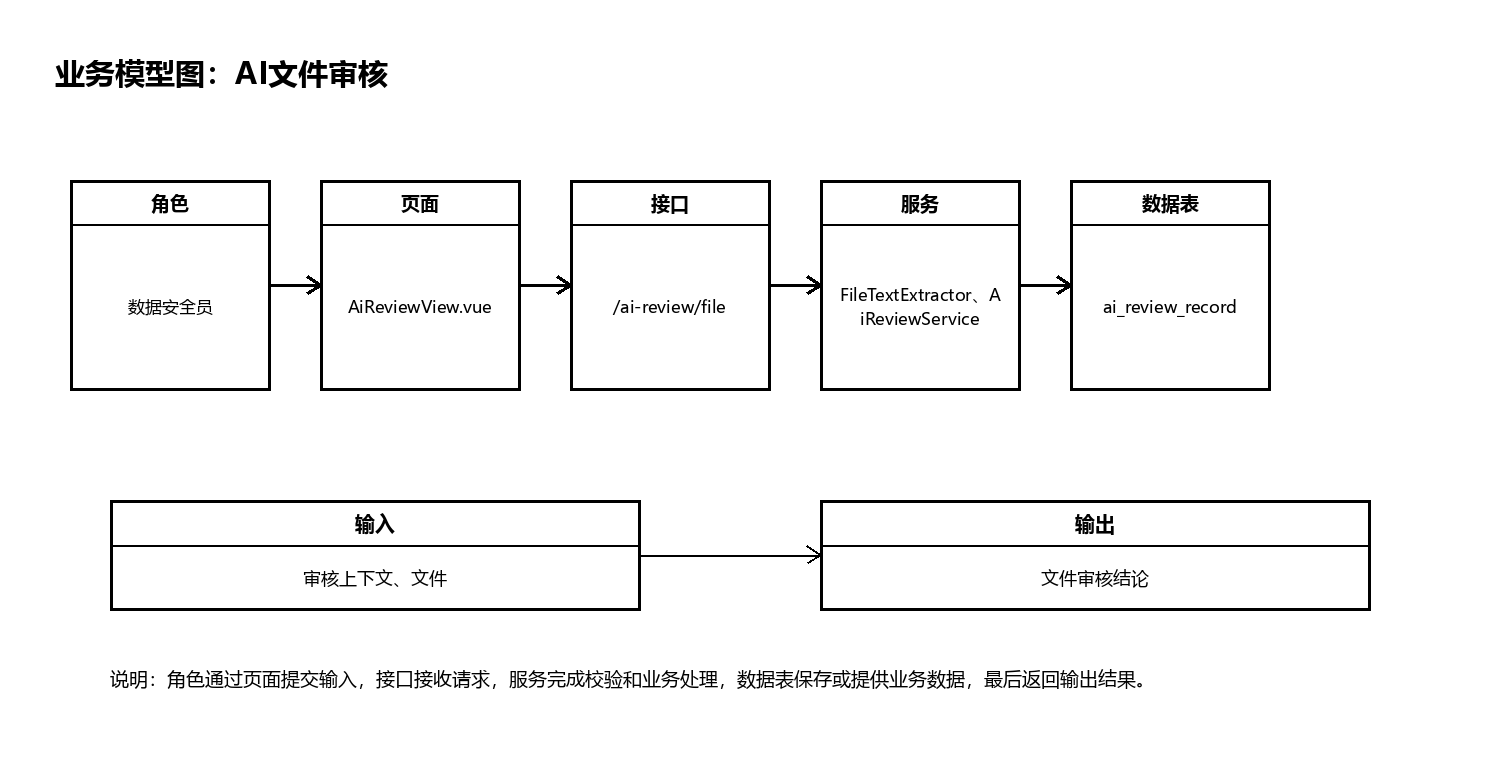 业务模型图：AI文件审核
角色
页面
接口
服务
数据表
数据安全员
AiReviewView.vue
/ai-review/file
FileTextExtractor、A
iReviewService
ai_review_record
输入
输出
审核上下文、文件
文件审核结论
说明：角色通过页面提交输入，接口接收请求，服务完成校验和业务处理，数据表保存或提供业务数据，最后返回输出结果。